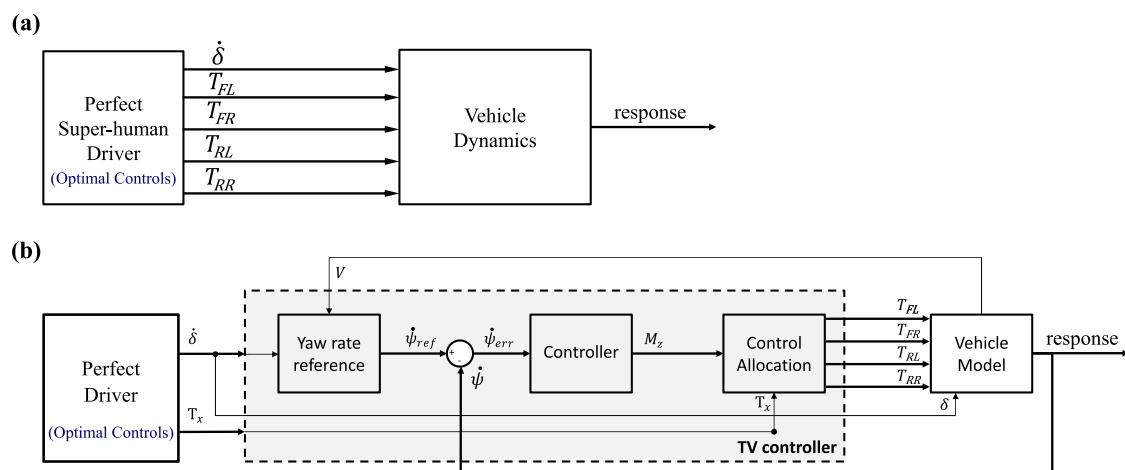 (a)
Perfect
Super-human
Driver
(Optimal Controls)
δ̇
T_FL
T_FR
T_RL
T_RR
Vehicle
Dynamics
response
(b)
V
Perfect
Driver
(Optimal Controls)
δ̇
T_x
Yaw rate
reference
ψ̇_ref
+
-
ψ̇
ψ̇_err
Controller
M_z
Control
Allocation
T_x
TV controller
T_FL
T_FR
T_RL
T_RR
δ
Vehicle
Model
response